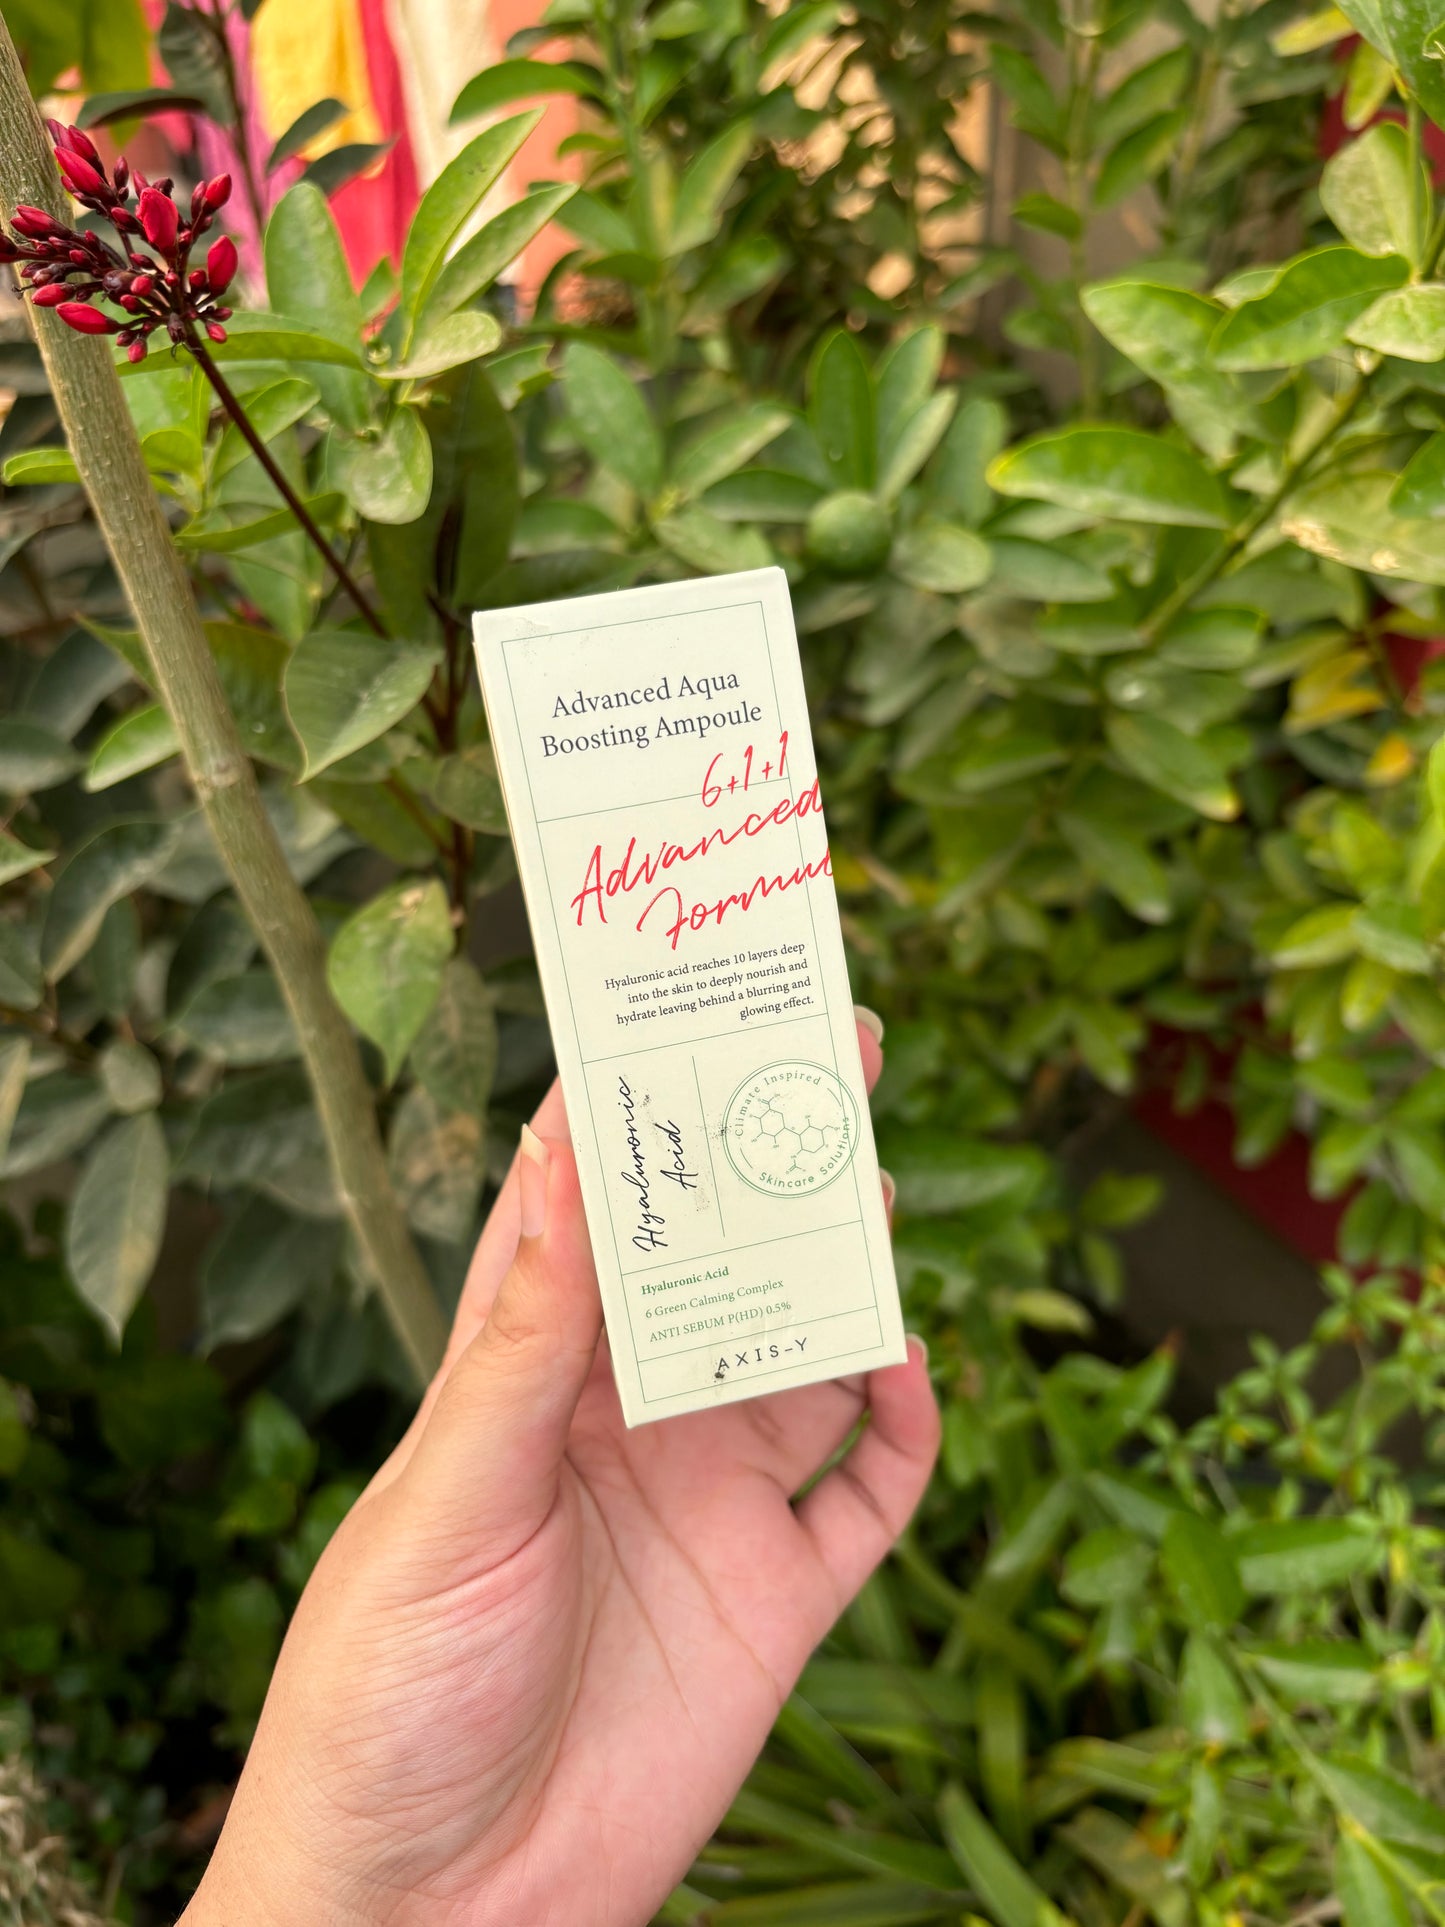 Advanced Aqua
Boosting Ampoule
6+1+1
Advanced
Formul
Hyaluronic acid reaches 10 layers deep
into the skin to deeply nourish and
hydrate leaving behind a blurring and
glowing effect.
Hyaluronic
Acid
Climate Inspired
Skincare Solutions
Hyaluronic Acid
6 Green Calming Complex
ANTI SEBUM P(HD) 0.5%
AXIS-Y